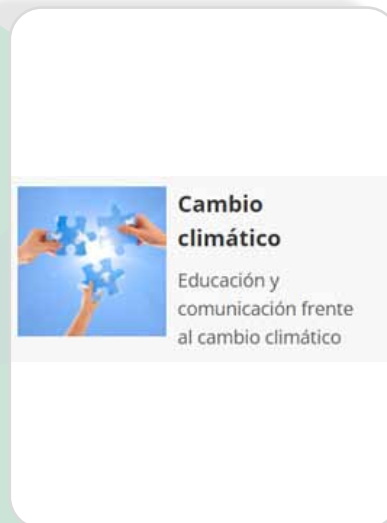 Cambio
climático
Educación y
comunicación frente
al cambio climático